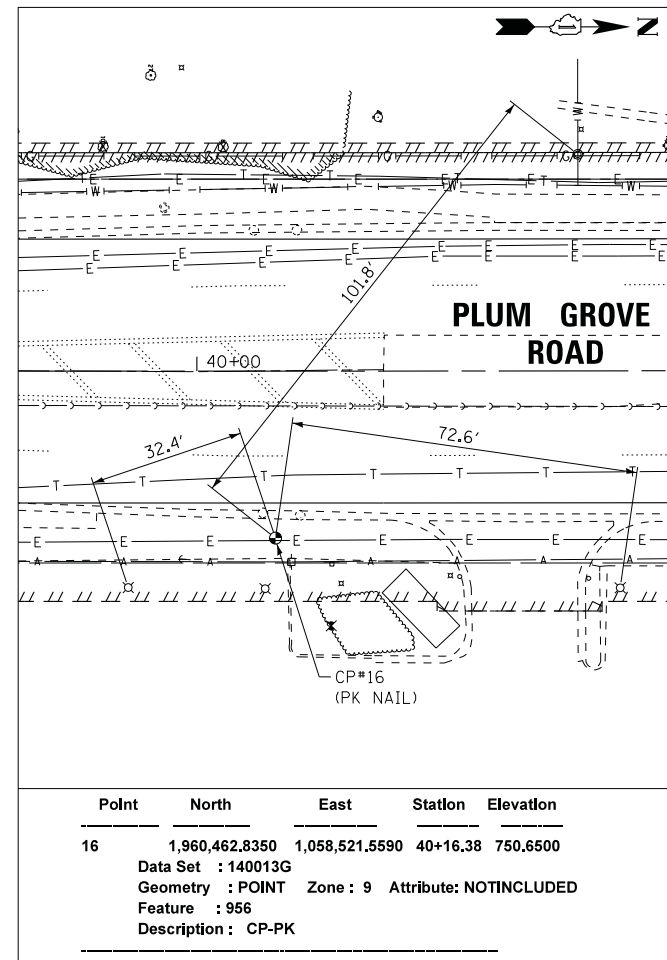 N
G
T T T T
E E E E E E
W W W W
E E E E E E E
E E E E E E E
101.8'
PLUM GROVE
ROAD
40+00
32.4'
72.6'
T T T T T T T
E E E E E E E E
A A A A A A A
CP#16
(PK NAIL)
Point North East Station Elevation
16 1,960,462.8350 1,058,521.5590 40+16.38 750.6500
Data Set : 140013G
Geometry : POINT Zone : 9 Attribute: NOTINCLUDED
Feature : 956
Description : CP-PK